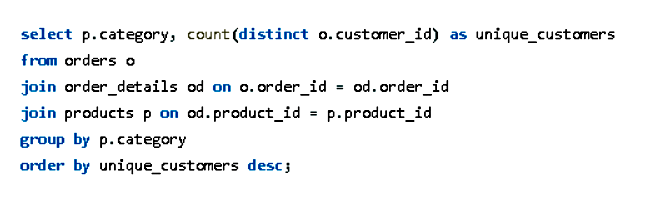 select p.category, count(distinct o.customer_id) as unique_customers
from orders o
join order_details od on o.order_id = od.order_id
join products p on od.product_id = p.product_id
group by p.category
order by unique_customers desc;